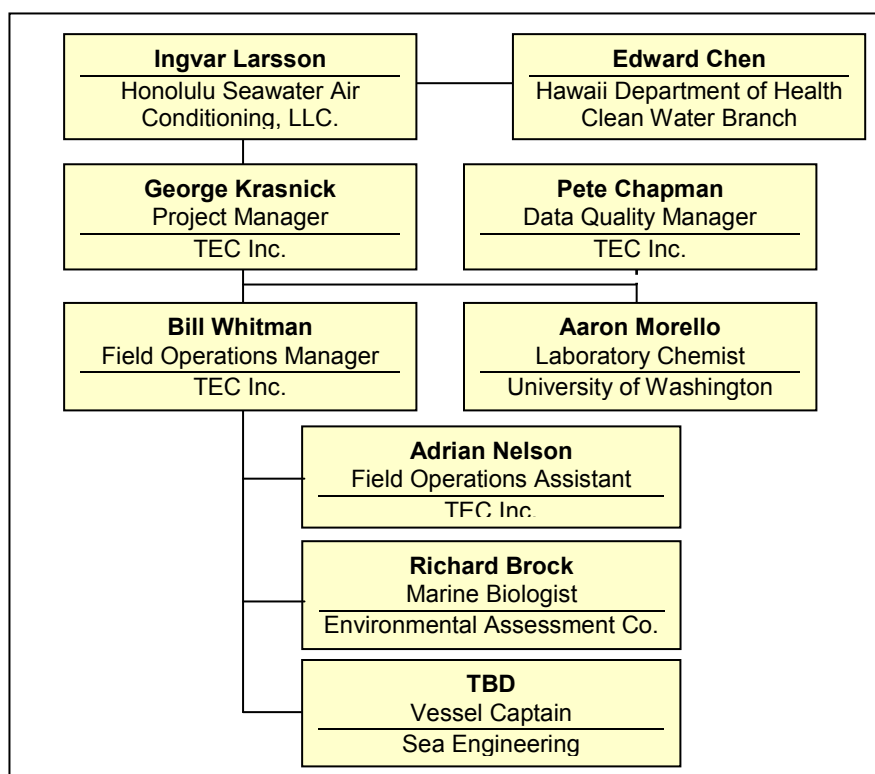 Ingvar Larsson
Honolulu Seawater Air
Conditioning, LLC.
Edward Chen
Hawaii Department of Health
Clean Water Branch
George Krasnick
Project Manager
TEC Inc.
Pete Chapman
Data Quality Manager
TEC Inc.
Bill Whitman
Field Operations Manager
TEC Inc.
Aaron Morello
Laboratory Chemist
University of Washington
Adrian Nelson
Field Operations Assistant
TEC Inc.
Richard Brock
Marine Biologist
Environmental Assessment Co.
TBD
Vessel Captain
Sea Engineering